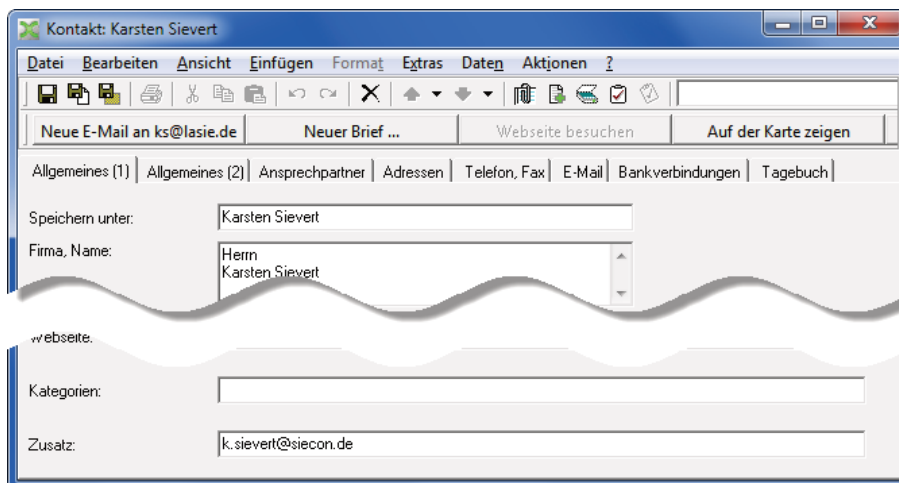 Kontakt: Karsten Sievert
Datei Bearbeiten Ansicht Einfügen Format Extras Daten Aktionen ?
Neue E-Mail an ks@lasie.de Neuer Brief ... Webseite besuchen Auf der Karte zeigen
Allgemeines (1) Allgemeines (2) Ansprechpartner Adressen Telefon, Fax E-Mail Bankverbindungen Tagebuch
Speichern unter: Karsten Sievert
Firma, Name: Herrn
Karsten Sievert
Webseite:
Kategorien:
Zusatz: k.sievert@siecon.de